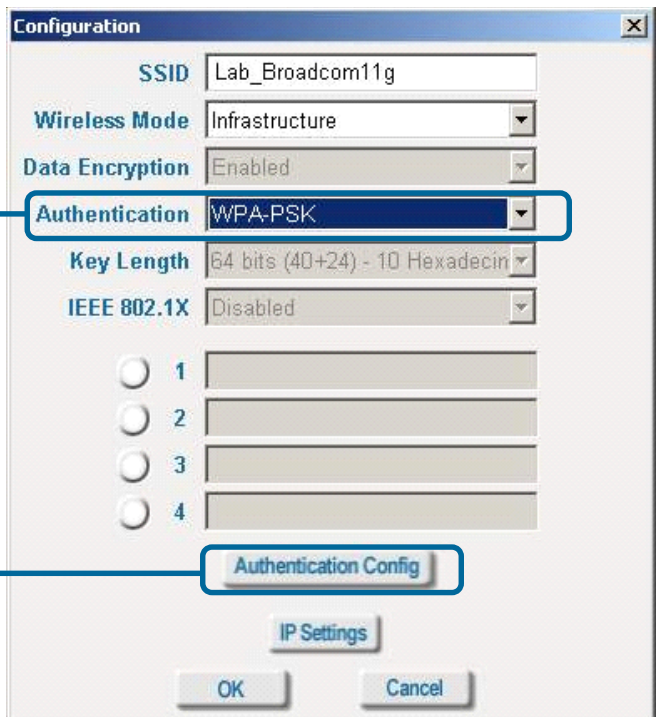 Configuration
SSID Lab_Broadcom11g
Wireless Mode Infrastructure
Data Encryption Enabled
Authentication WPA-PSK
Key Length 64 bits (40+24) - 10 Hexadecin
IEEE 802.1X Disabled
1
2
3
4
Authentication Config
IP Settings
OK Cancel